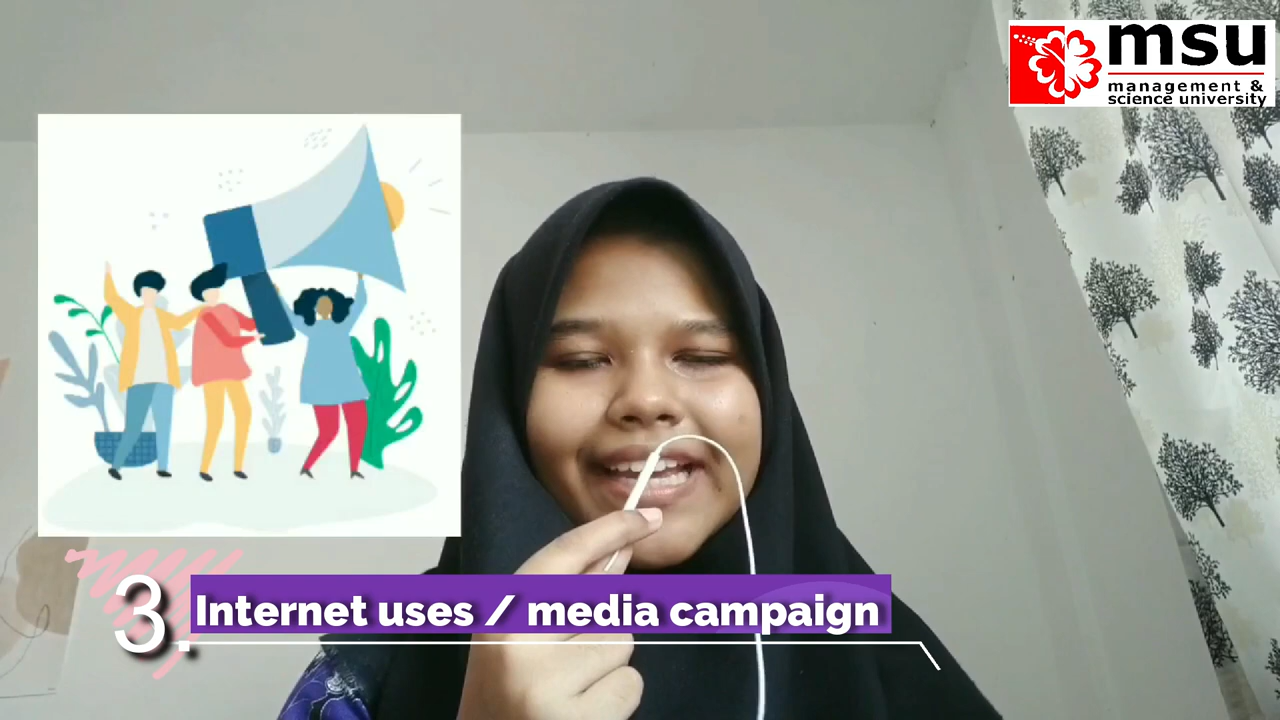 msu
management &
science university
3.
Internet uses / media campaign